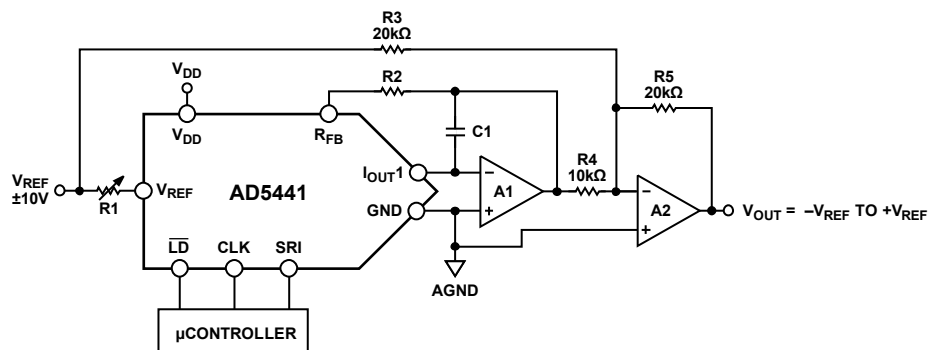 R3
20kΩ
R5
20kΩ
R2
VDD
VDD
RFB
C1
VREF
±10V
R1
VREF
AD5441
IOUT1
GND
–
+
A1
R4
10kΩ
–
+
A2
VOUT = –VREF TO +VREF
LD
CLK
SRI
AGND
µCONTROLLER